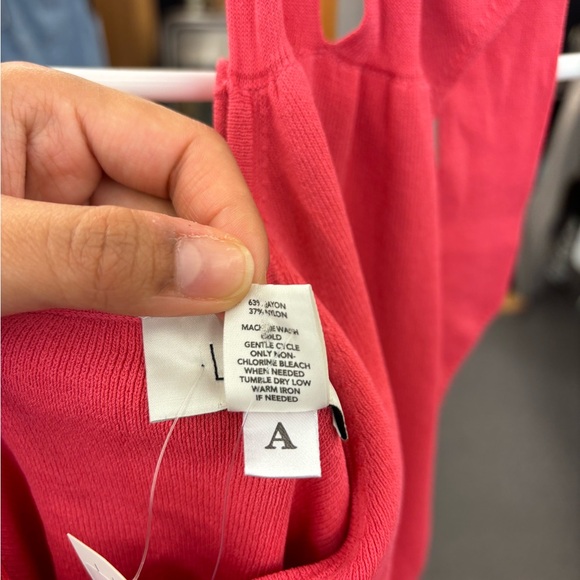 63% RAYON
37% NYLON
MACHINE WASH
COLD
GENTLE CYCLE
ONLY NON-
CHLORINE BLEACH
WHEN NEEDED
TUMBLE DRY LOW
WARM IRON
IF NEEDED
L
A